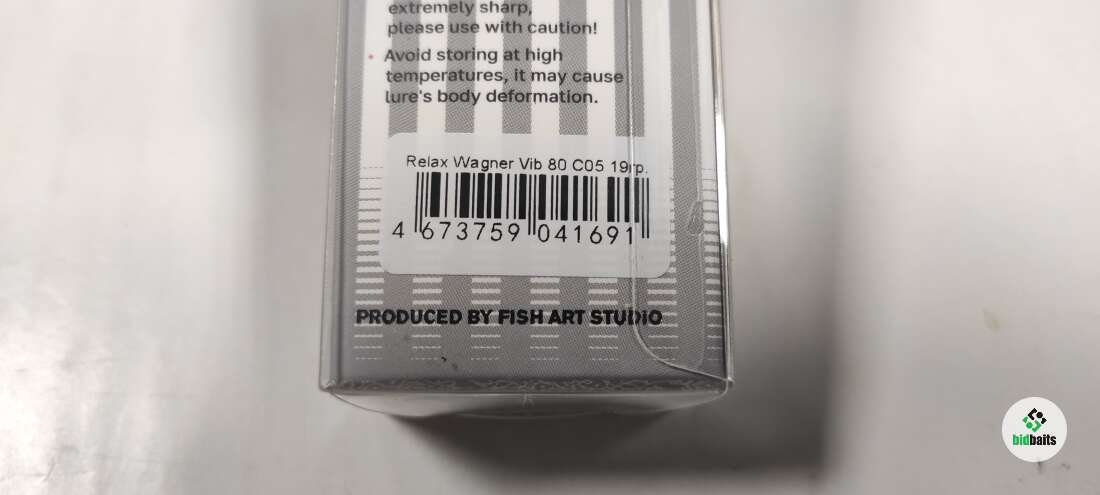 extremely sharp,
please use with caution!
• Avoid storing at high
temperatures, it may cause
lure's body deformation.
Relax Wagner Vib 80 C05 19гр.
4 673759 041691
PRODUCED BY FISH ART STUDIO
bidbaits